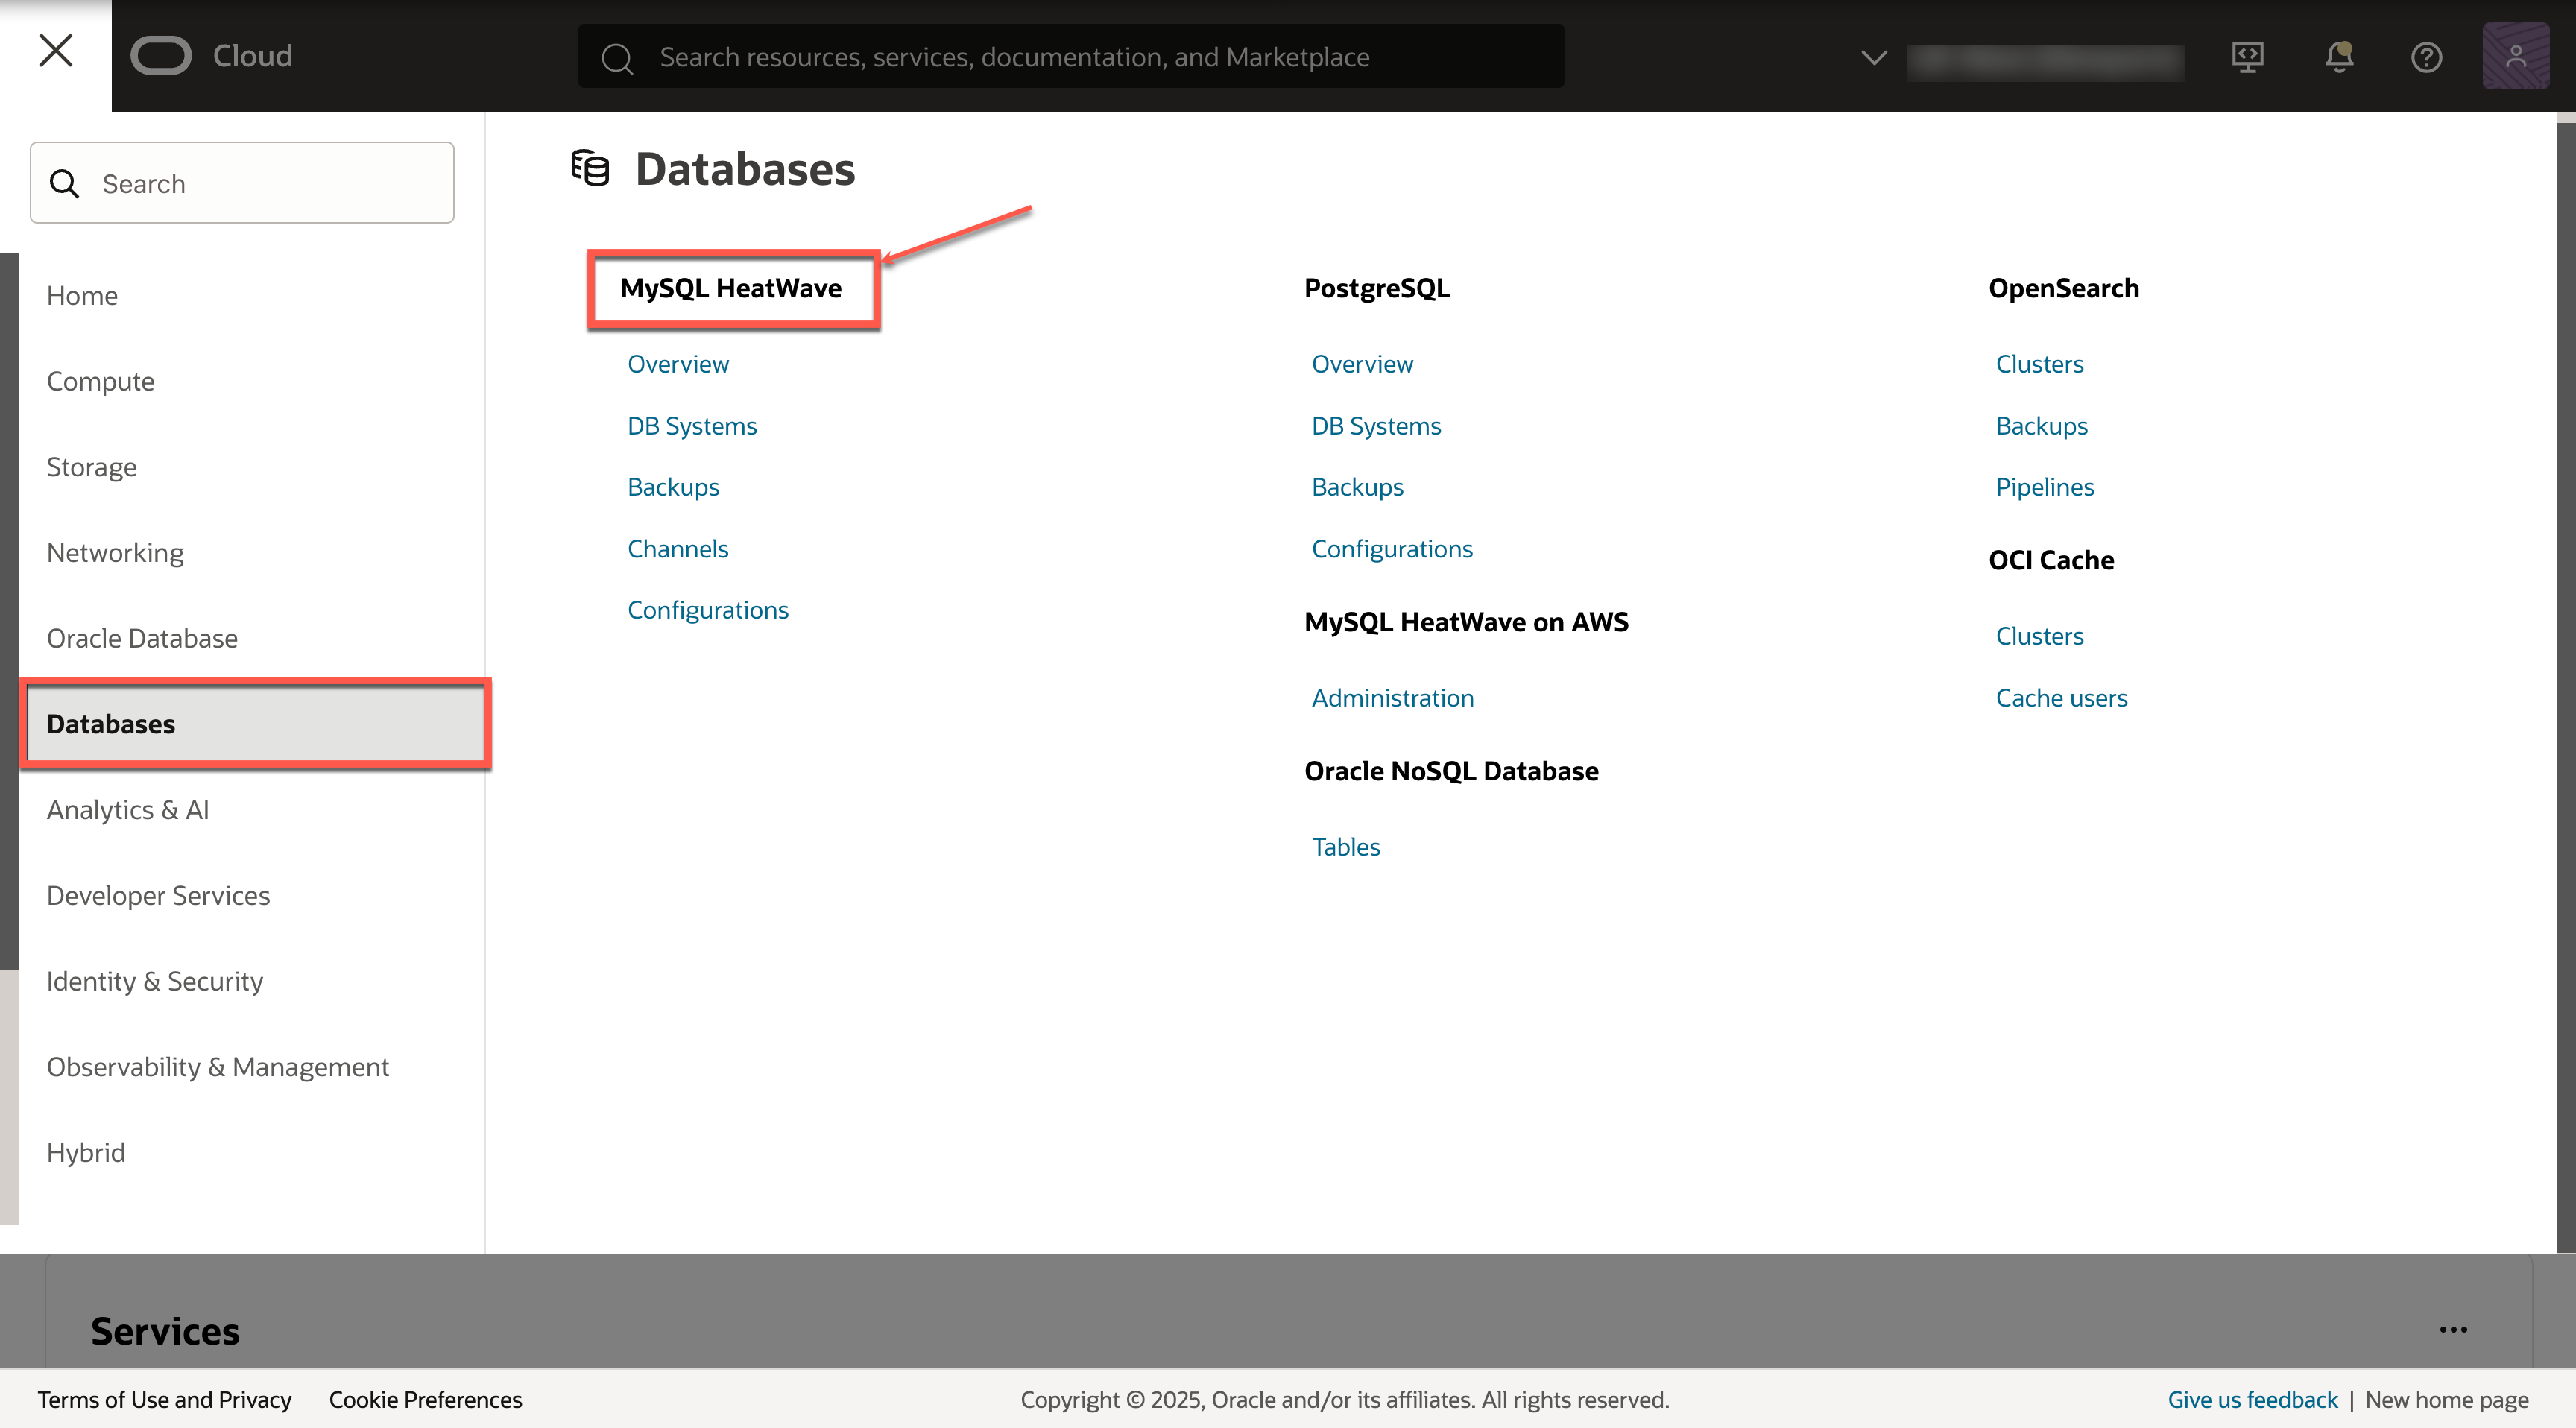 Cloud
Search resources, services, documentation, and Marketplace
Search
Home
Compute
Storage
Networking
Oracle Database
Databases
Analytics & AI
Developer Services
Identity & Security
Observability & Management
Hybrid
Databases
MySQL HeatWave
Overview
DB Systems
Backups
Channels
Configurations
PostgreSQL
Overview
DB Systems
Backups
Configurations
MySQL HeatWave on AWS
Administration
Oracle NoSQL Database
Tables
OpenSearch
Clusters
Backups
Pipelines
OCI Cache
Clusters
Cache users
Services
Terms of Use and Privacy
Cookie Preferences
Copyright © 2025, Oracle and/or its affiliates. All rights reserved.
Give us feedback | New home page